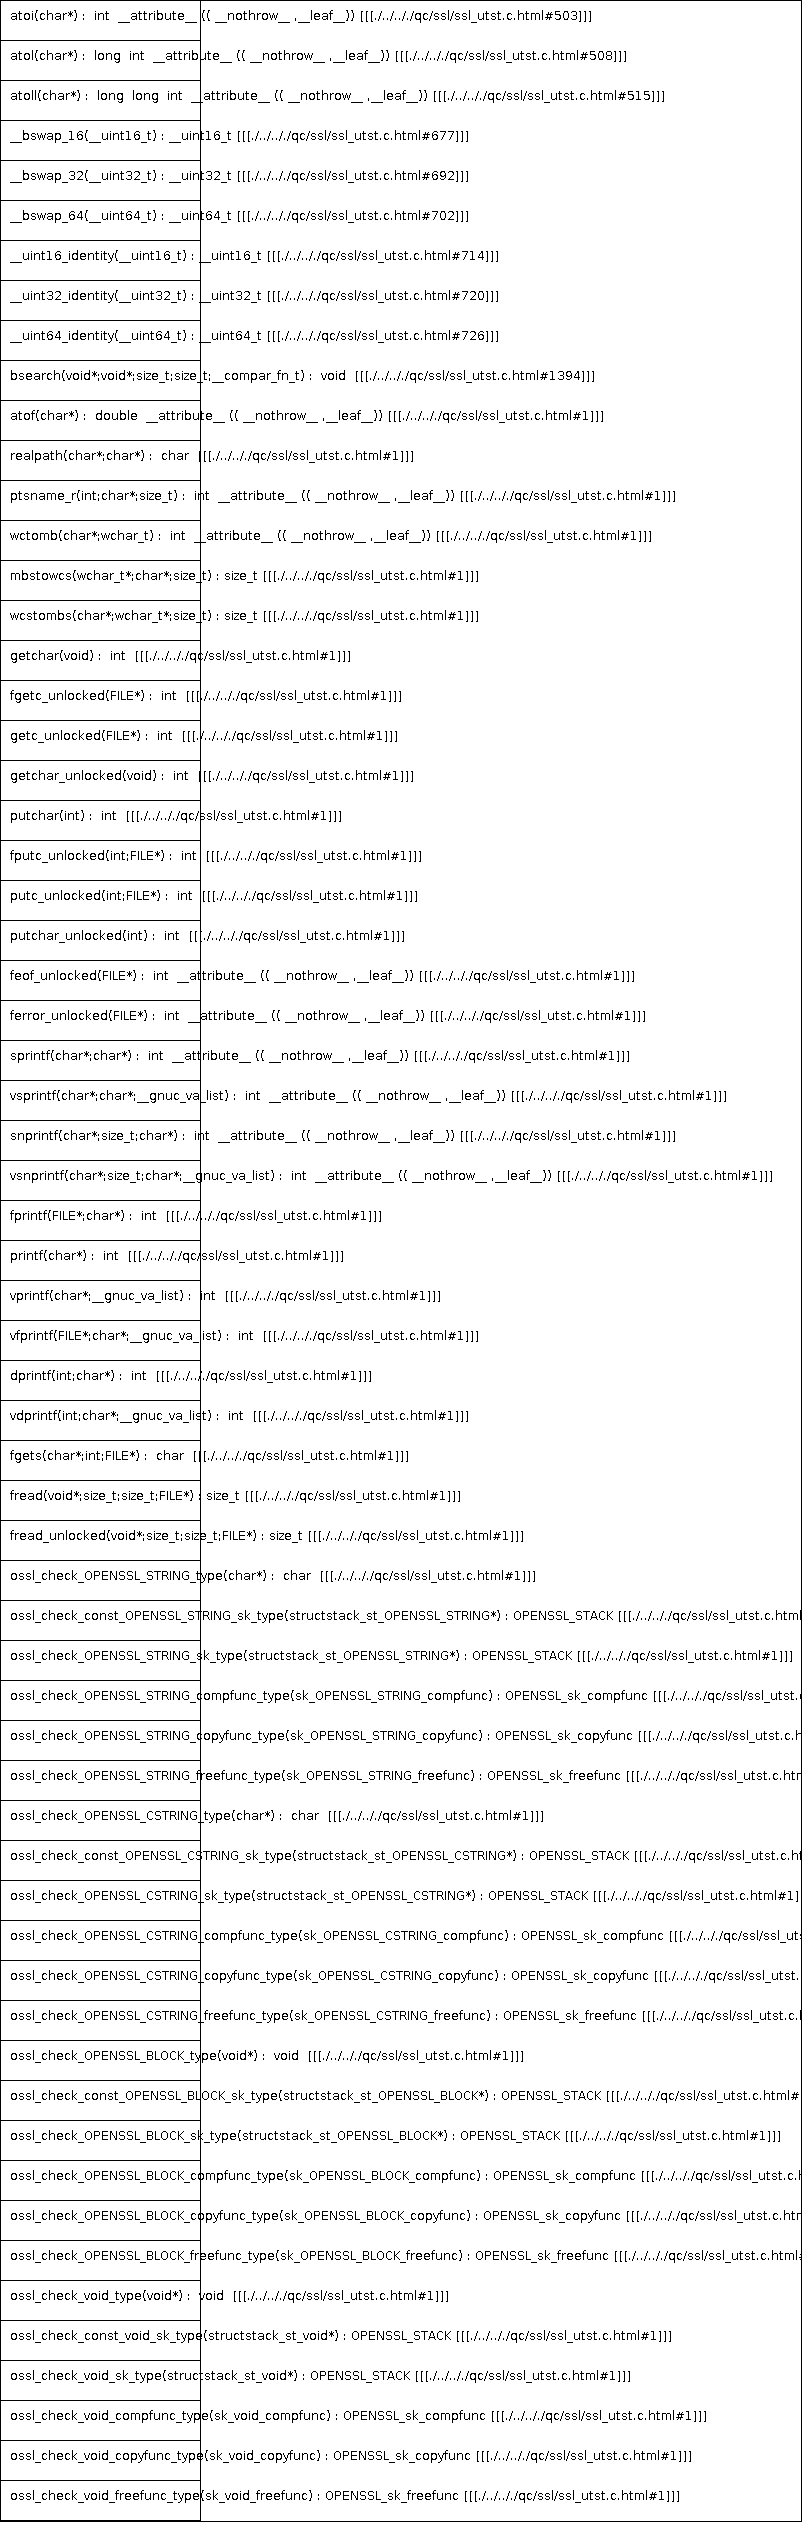 atoi(char*) :  int  __attribute__ (( __nothrow__ ,__leaf__)) [[[./../../../qc/ssl/ssl_utst.c.html#503]]]
atol(char*) :  long  int  __attribute__ (( __nothrow__ ,__leaf__)) [[[./../../../qc/ssl/ssl_utst.c.html#508]]]
atoll(char*) :  long  long  int  __attribute__ (( __nothrow__ ,__leaf__)) [[[./../../../qc/ssl/ssl_utst.c.html#515]]]
__bswap_16(__uint16_t) : __uint16_t [[[./../../../qc/ssl/ssl_utst.c.html#677]]]
__bswap_32(__uint32_t) : __uint32_t [[[./../../../qc/ssl/ssl_utst.c.html#692]]]
__bswap_64(__uint64_t) : __uint64_t [[[./../../../qc/ssl/ssl_utst.c.html#702]]]
__uint16_identity(__uint16_t) : __uint16_t [[[./../../../qc/ssl/ssl_utst.c.html#714]]]
__uint32_identity(__uint32_t) : __uint32_t [[[./../../../qc/ssl/ssl_utst.c.html#720]]]
__uint64_identity(__uint64_t) : __uint64_t [[[./../../../qc/ssl/ssl_utst.c.html#726]]]
bsearch(void*;void*;size_t;size_t;__compar_fn_t) :  void  [[[./../../../qc/ssl/ssl_utst.c.html#1394]]]
atof(char*) :  double  __attribute__ (( __nothrow__ ,__leaf__)) [[[./../../../qc/ssl/ssl_utst.c.html#1]]]
realpath(char*;char*) :  char  [[[./../../../qc/ssl/ssl_utst.c.html#1]]]
ptsname_r(int;char*;size_t) :  int  __attribute__ (( __nothrow__ ,__leaf__)) [[[./../../../qc/ssl/ssl_utst.c.html#1]]]
wctomb(char*;wchar_t) :  int  __attribute__ (( __nothrow__ ,__leaf__)) [[[./../../../qc/ssl/ssl_utst.c.html#1]]]
mbstowcs(wchar_t*;char*;size_t) : size_t [[[./../../../qc/ssl/ssl_utst.c.html#1]]]
wcstombs(char*;wchar_t*;size_t) : size_t [[[./../../../qc/ssl/ssl_utst.c.html#1]]]
getchar(void) :  int  [[[./../../../qc/ssl/ssl_utst.c.html#1]]]
fgetc_unlocked(FILE*) :  int  [[[./../../../qc/ssl/ssl_utst.c.html#1]]]
getc_unlocked(FILE*) :  int  [[[./../../../qc/ssl/ssl_utst.c.html#1]]]
getchar_unlocked(void) :  int  [[[./../../../qc/ssl/ssl_utst.c.html#1]]]
putchar(int) :  int  [[[./../../../qc/ssl/ssl_utst.c.html#1]]]
fputc_unlocked(int;FILE*) :  int  [[[./../../../qc/ssl/ssl_utst.c.html#1]]]
putc_unlocked(int;FILE*) :  int  [[[./../../../qc/ssl/ssl_utst.c.html#1]]]
putchar_unlocked(int) :  int  [[[./../../../qc/ssl/ssl_utst.c.html#1]]]
feof_unlocked(FILE*) :  int  __attribute__ (( __nothrow__ ,__leaf__)) [[[./../../../qc/ssl/ssl_utst.c.html#1]]]
ferror_unlocked(FILE*) :  int  __attribute__ (( __nothrow__ ,__leaf__)) [[[./../../../qc/ssl/ssl_utst.c.html#1]]]
sprintf(char*;char*) :  int  __attribute__ (( __nothrow__ ,__leaf__)) [[[./../../../qc/ssl/ssl_utst.c.html#1]]]
vsprintf(char*;char*;__gnuc_va_list) :  int  __attribute__ (( __nothrow__ ,__leaf__)) [[[./../../../qc/ssl/ssl_utst.c.html#1]]]
snprintf(char*;size_t;char*) :  int  __attribute__ (( __nothrow__ ,__leaf__)) [[[./../../../qc/ssl/ssl_utst.c.html#1]]]
vsnprintf(char*;size_t;char*;__gnuc_va_list) :  int  __attribute__ (( __nothrow__ ,__leaf__)) [[[./../../../qc/ssl/ssl_utst.c.html#1]]]
fprintf(FILE*;char*) :  int  [[[./../../../qc/ssl/ssl_utst.c.html#1]]]
printf(char*) :  int  [[[./../../../qc/ssl/ssl_utst.c.html#1]]]
vprintf(char*;__gnuc_va_list) :  int  [[[./../../../qc/ssl/ssl_utst.c.html#1]]]
vfprintf(FILE*;char*;__gnuc_va_list) :  int  [[[./../../../qc/ssl/ssl_utst.c.html#1]]]
dprintf(int;char*) :  int  [[[./../../../qc/ssl/ssl_utst.c.html#1]]]
vdprintf(int;char*;__gnuc_va_list) :  int  [[[./../../../qc/ssl/ssl_utst.c.html#1]]]
fgets(char*;int;FILE*) :  char  [[[./../../../qc/ssl/ssl_utst.c.html#1]]]
fread(void*;size_t;size_t;FILE*) : size_t [[[./../../../qc/ssl/ssl_utst.c.html#1]]]
fread_unlocked(void*;size_t;size_t;FILE*) : size_t [[[./../../../qc/ssl/ssl_utst.c.html#1]]]
ossl_check_OPENSSL_STRING_type(char*) :  char  [[[./../../../qc/ssl/ssl_utst.c.html#1]]]
ossl_check_const_OPENSSL_STRING_sk_type(structstack_st_OPENSSL_STRING*) : OPENSSL_STACK [[[./../../../qc/ssl/ssl_utst.c.html
ossl_check_OPENSSL_STRING_sk_type(structstack_st_OPENSSL_STRING*) : OPENSSL_STACK [[[./../../../qc/ssl/ssl_utst.c.html#1]]]
ossl_check_OPENSSL_STRING_compfunc_type(sk_OPENSSL_STRING_compfunc) : OPENSSL_sk_compfunc [[[./../../../qc/ssl/ssl_utst.c
ossl_check_OPENSSL_STRING_copyfunc_type(sk_OPENSSL_STRING_copyfunc) : OPENSSL_sk_copyfunc [[[./../../../qc/ssl/ssl_utst.c.h
ossl_check_OPENSSL_STRING_freefunc_type(sk_OPENSSL_STRING_freefunc) : OPENSSL_sk_freefunc [[[./../../../qc/ssl/ssl_utst.c.htm
ossl_check_OPENSSL_CSTRING_type(char*) :  char  [[[./../../../qc/ssl/ssl_utst.c.html#1]]]
ossl_check_const_OPENSSL_CSTRING_sk_type(structstack_st_OPENSSL_CSTRING*) : OPENSSL_STACK [[[./../../../qc/ssl/ssl_utst.c.ht
ossl_check_OPENSSL_CSTRING_sk_type(structstack_st_OPENSSL_CSTRING*) : OPENSSL_STACK [[[./../../../qc/ssl/ssl_utst.c.html#1]
ossl_check_OPENSSL_CSTRING_compfunc_type(sk_OPENSSL_CSTRING_compfunc) : OPENSSL_sk_compfunc [[[./../../../qc/ssl/ssl_uts
ossl_check_OPENSSL_CSTRING_copyfunc_type(sk_OPENSSL_CSTRING_copyfunc) : OPENSSL_sk_copyfunc [[[./../../../qc/ssl/ssl_utst.
ossl_check_OPENSSL_CSTRING_freefunc_type(sk_OPENSSL_CSTRING_freefunc) : OPENSSL_sk_freefunc [[[./../../../qc/ssl/ssl_utst.c.h
ossl_check_OPENSSL_BLOCK_type(void*) :  void  [[[./../../../qc/ssl/ssl_utst.c.html#1]]]
ossl_check_const_OPENSSL_BLOCK_sk_type(structstack_st_OPENSSL_BLOCK*) : OPENSSL_STACK [[[./../../../qc/ssl/ssl_utst.c.html#
ossl_check_OPENSSL_BLOCK_sk_type(structstack_st_OPENSSL_BLOCK*) : OPENSSL_STACK [[[./../../../qc/ssl/ssl_utst.c.html#1]]]
ossl_check_OPENSSL_BLOCK_compfunc_type(sk_OPENSSL_BLOCK_compfunc) : OPENSSL_sk_compfunc [[[./../../../qc/ssl/ssl_utst.c.h
ossl_check_OPENSSL_BLOCK_copyfunc_type(sk_OPENSSL_BLOCK_copyfunc) : OPENSSL_sk_copyfunc [[[./../../../qc/ssl/ssl_utst.c.htm
ossl_check_OPENSSL_BLOCK_freefunc_type(sk_OPENSSL_BLOCK_freefunc) : OPENSSL_sk_freefunc [[[./../../../qc/ssl/ssl_utst.c.html#
ossl_check_void_type(void*) :  void  [[[./../../../qc/ssl/ssl_utst.c.html#1]]]
ossl_check_const_void_sk_type(structstack_st_void*) : OPENSSL_STACK [[[./../../../qc/ssl/ssl_utst.c.html#1]]]
ossl_check_void_sk_type(structstack_st_void*) : OPENSSL_STACK [[[./../../../qc/ssl/ssl_utst.c.html#1]]]
ossl_check_void_compfunc_type(sk_void_compfunc) : OPENSSL_sk_compfunc [[[./../../../qc/ssl/ssl_utst.c.html#1]]]
ossl_check_void_copyfunc_type(sk_void_copyfunc) : OPENSSL_sk_copyfunc [[[./../../../qc/ssl/ssl_utst.c.html#1]]]
ossl_check_void_freefunc_type(sk_void_freefunc) : OPENSSL_sk_freefunc [[[./../../../qc/ssl/ssl_utst.c.html#1]]]